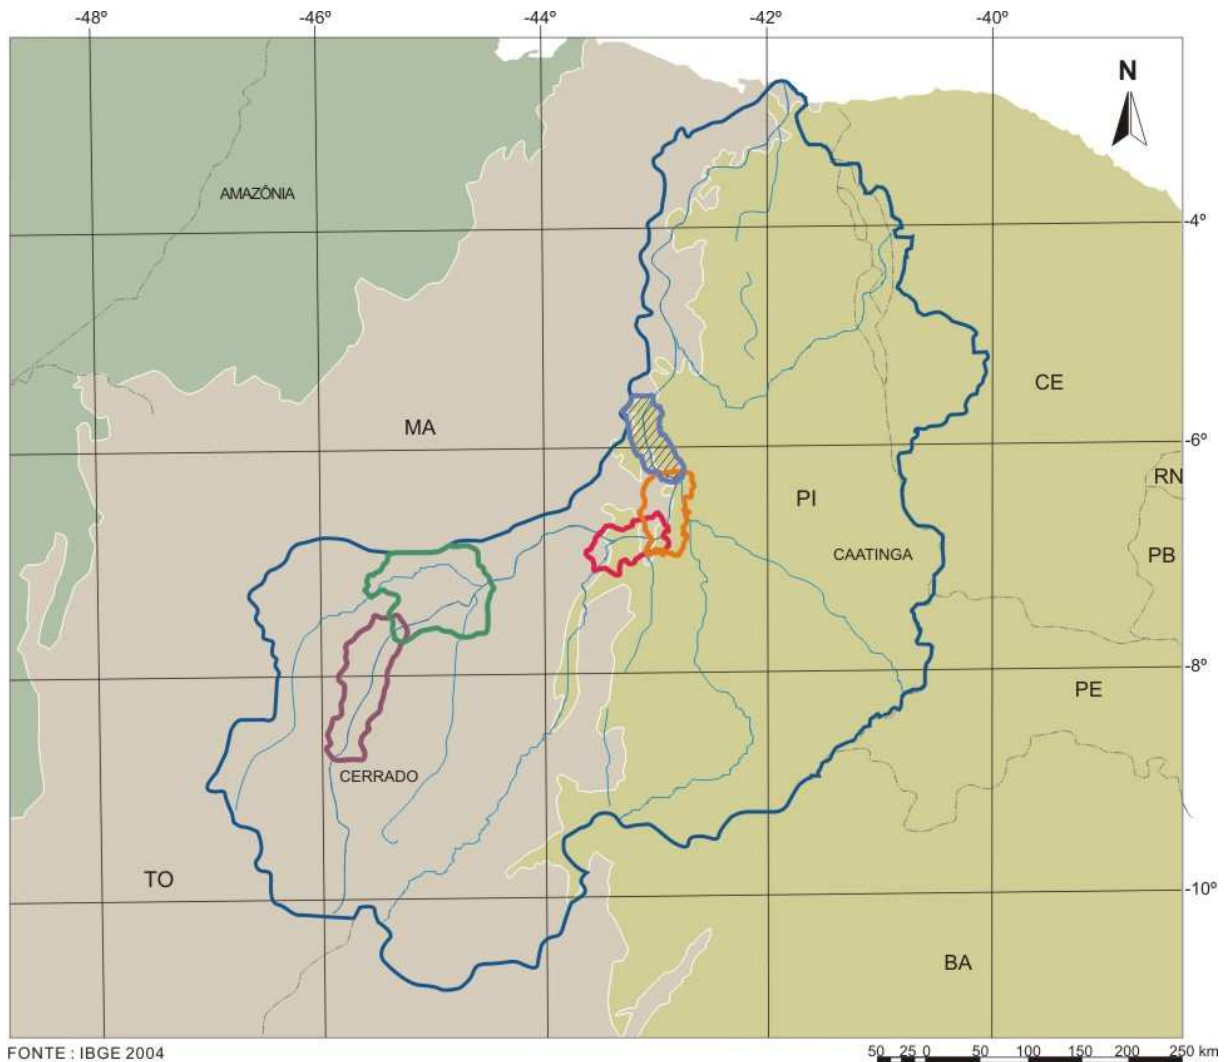 -48º -46º -44º -42º -40º
N
AMAZÔNIA
-4º
CE
MA
-6º
RN
PI
CAATINGA
PB
-8º
PE
CERRADO
TO
-10º
BA
FONTE : IBGE 2004
50 25 0 50 100 150 200 250 km